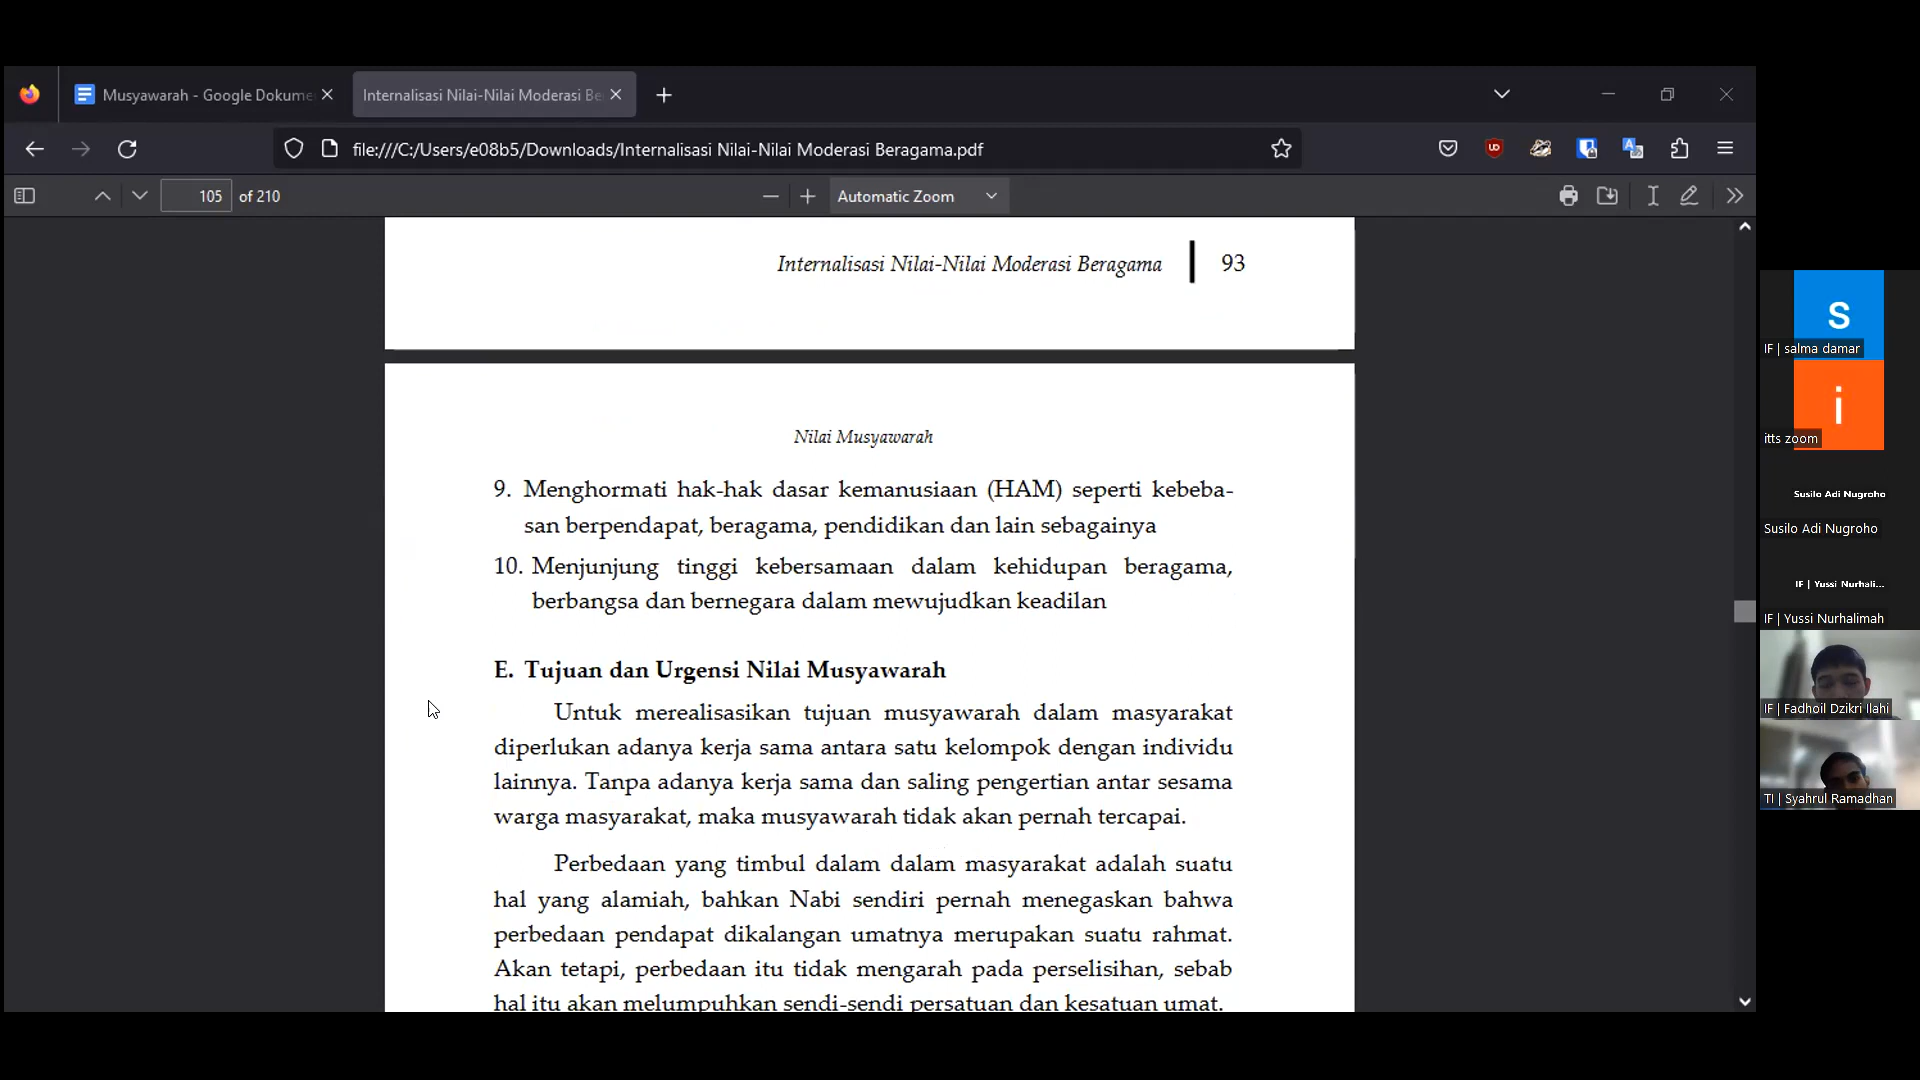 Musyawarah - Google Dokume
Internalisasi Nilai-Nilai Moderasi Be
file:///C:/Users/e08b5/Downloads/Internalisasi Nilai-Nilai Moderasi Beragama.pdf
105 of 210
Automatic Zoom
Internalisasi Nilai-Nilai Moderasi Beragama 93
Nilai Musyawarah
9. Menghormati hak-hak dasar kemanusiaan (HAM) seperti kebeba-
san berpendapat, beragama, pendidikan dan lain sebagainya
10. Menjunjung tinggi kebersamaan dalam kehidupan beragama,
berbangsa dan bernegara dalam mewujudkan keadilan
E. Tujuan dan Urgensi Nilai Musyawarah
Untuk merealisasikan tujuan musyawarah dalam masyarakat
diperlukan adanya kerja sama antara satu kelompok dengan individu
lainnya. Tanpa adanya kerja sama dan saling pengertian antar sesama
warga masyarakat, maka musyawarah tidak akan pernah tercapai.
Perbedaan yang timbul dalam dalam masyarakat adalah suatu
hal yang alamiah, bahkan Nabi sendiri pernah menegaskan bahwa
perbedaan pendapat dikalangan umatnya merupakan suatu rahmat.
Akan tetapi, perbedaan itu tidak mengarah pada perselisihan, sebab
hal itu akan melumpuhkan sendi-sendi persatuan dan kesatuan umat.
s
IF | salma damar
i
itts zoom
Susilo Adi Nugroho
Susilo Adi Nugroho
IF | Yussi Nurhali...
IF | Yussi Nurhalimah
IF | Fadhoil Dzikri Ilahi
TI | Syahrul Ramadhan